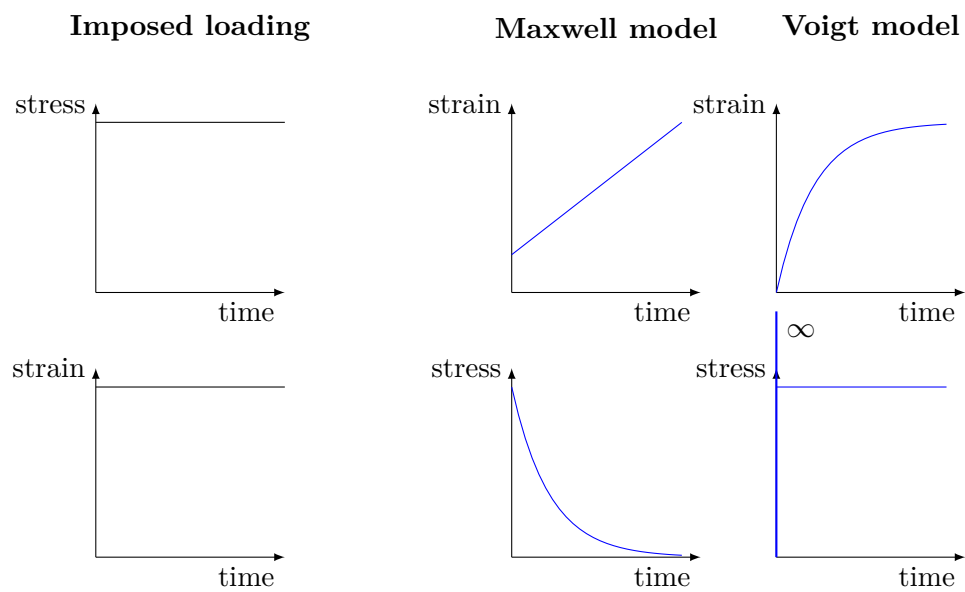 Imposed loading
Maxwell model
Voigt model
stress
time
strain
time
strain
time
strain
time
stress
time
∞
stress
time